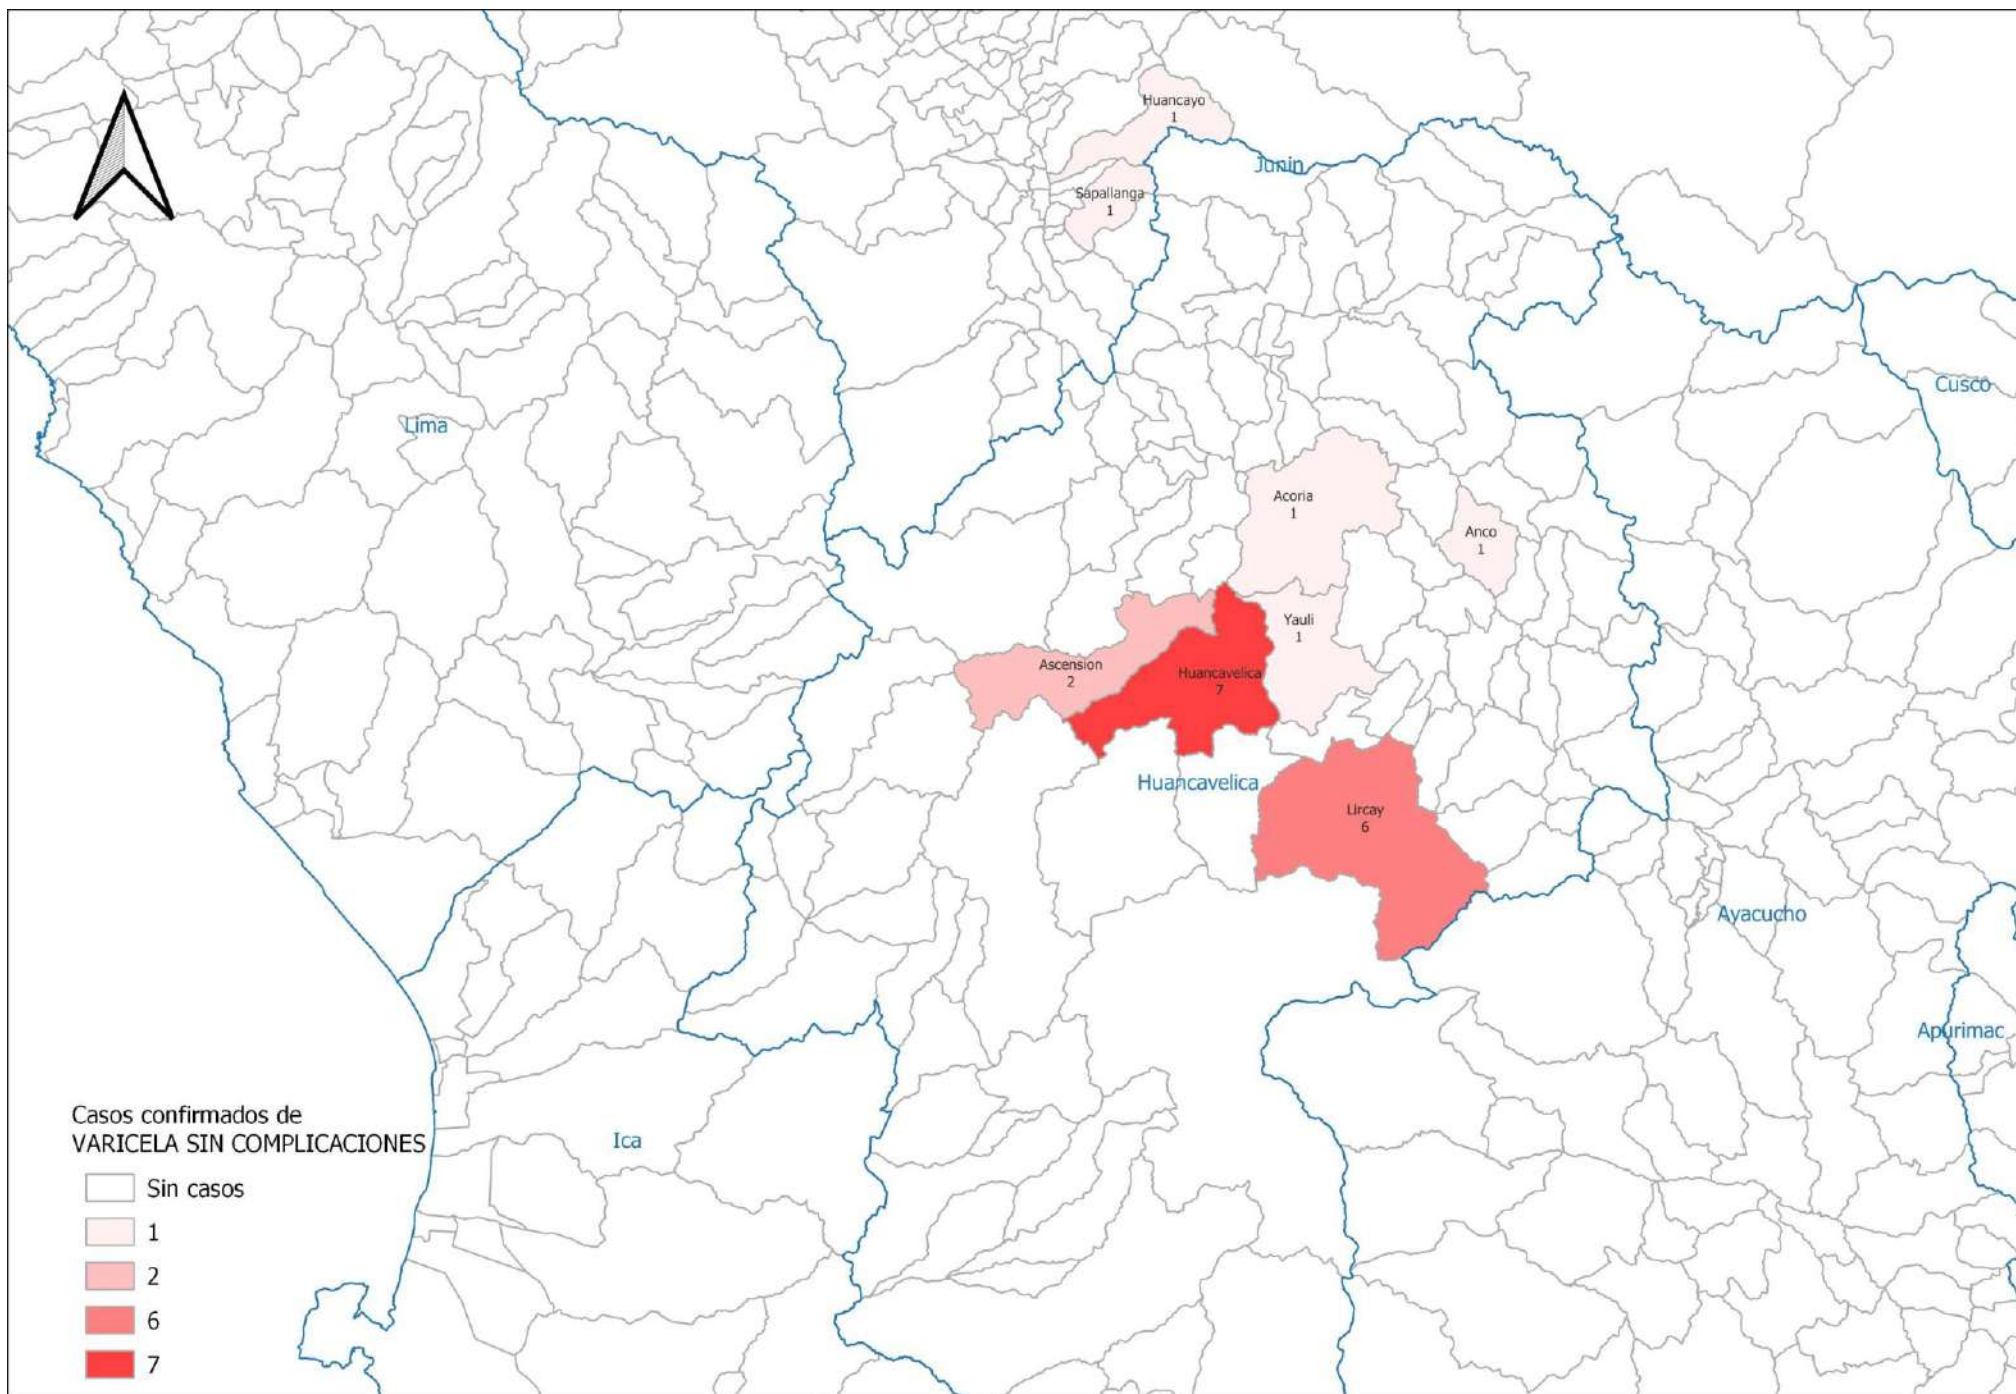 Huancayo
1
Junin
Sapallanga
1
Cusco
Lima
Acoria
1
Anco
1
Yauli
1
Ascension
2
Huancavelica
7
Huancavelica
Lircay
6
Ayacucho
Apurimac
Ica
Casos confirmados de
VARICELA SIN COMPLICACIONES
Sin casos
1
2
6
7